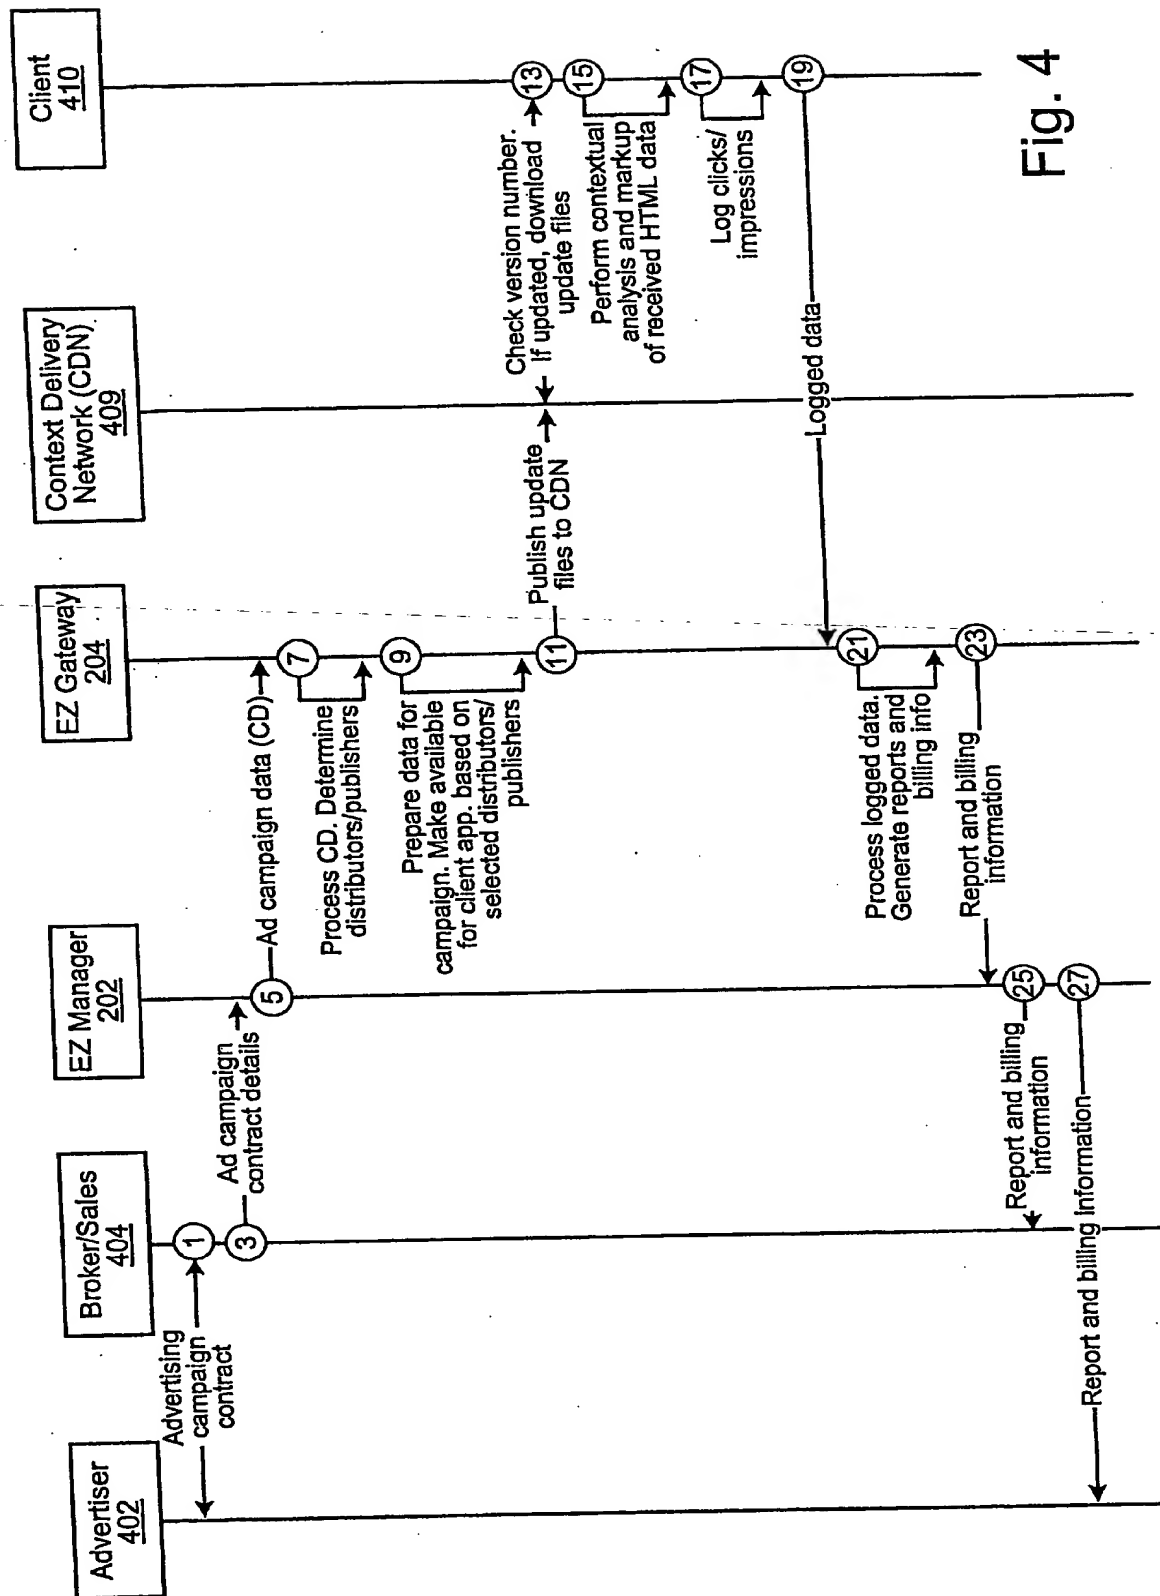 Advertiser
402
Broker/Sales
404
EZ Manager
202
EZ Gateway
204
Context Delivery
Network (CDN)
409
Client
410
Advertising
campaign
contract
1
3
Ad campaign
contract details
5
Ad campaign data (CD)
7
Process CD. Determine
distributors/publishers
9
Prepare data for
campaign. Make available
for client app. based on
selected distributors/
publishers
11
Publish update
files to CDN
Check version number.
If updated, download
update files
13
15
Perform contextual
analysis and markup
of received HTML data
17
Log clicks/
impressions
19
Logged data
21
Process logged data.
Generate reports and
billing info
23
Report and billing
information
25
Report and billing
information
27
Report and billing information
Fig. 4